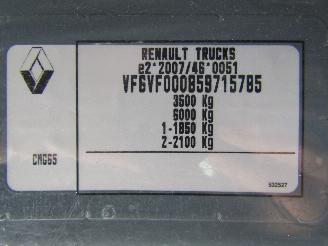 RENAULT TRUCKS
e2*2007/46*0051
VF6VF000859715785
3500 Kg
6000 Kg
1-1850 Kg
2-2100 Kg
CMG65
532527